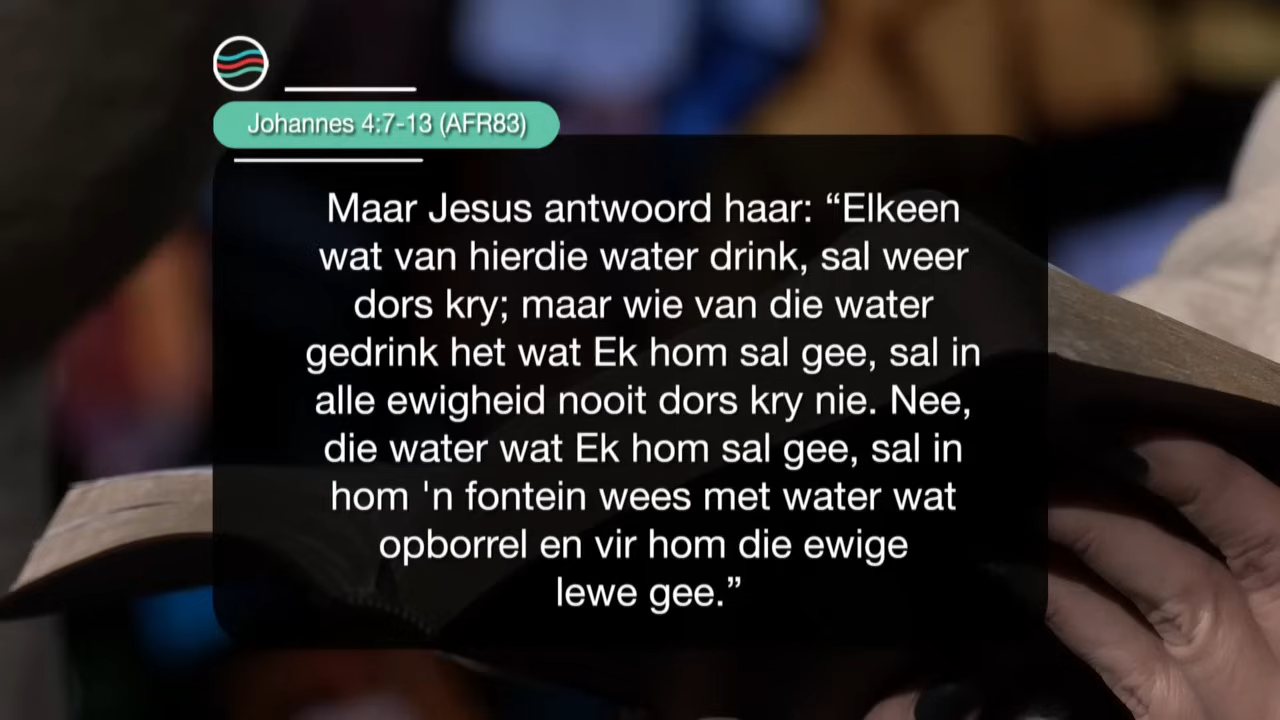 Johannes 4:7-13 (AFR83)
Maar Jesus antwoord haar: “Elkeen
wat van hierdie water drink, sal weer
dors kry; maar wie van die water
gedrink het wat Ek hom sal gee, sal in
alle ewigheid nooit dors kry nie. Nee,
die water wat Ek hom sal gee, sal in
hom 'n fontein wees met water wat
opborrel en vir hom die ewige
lewe gee.”